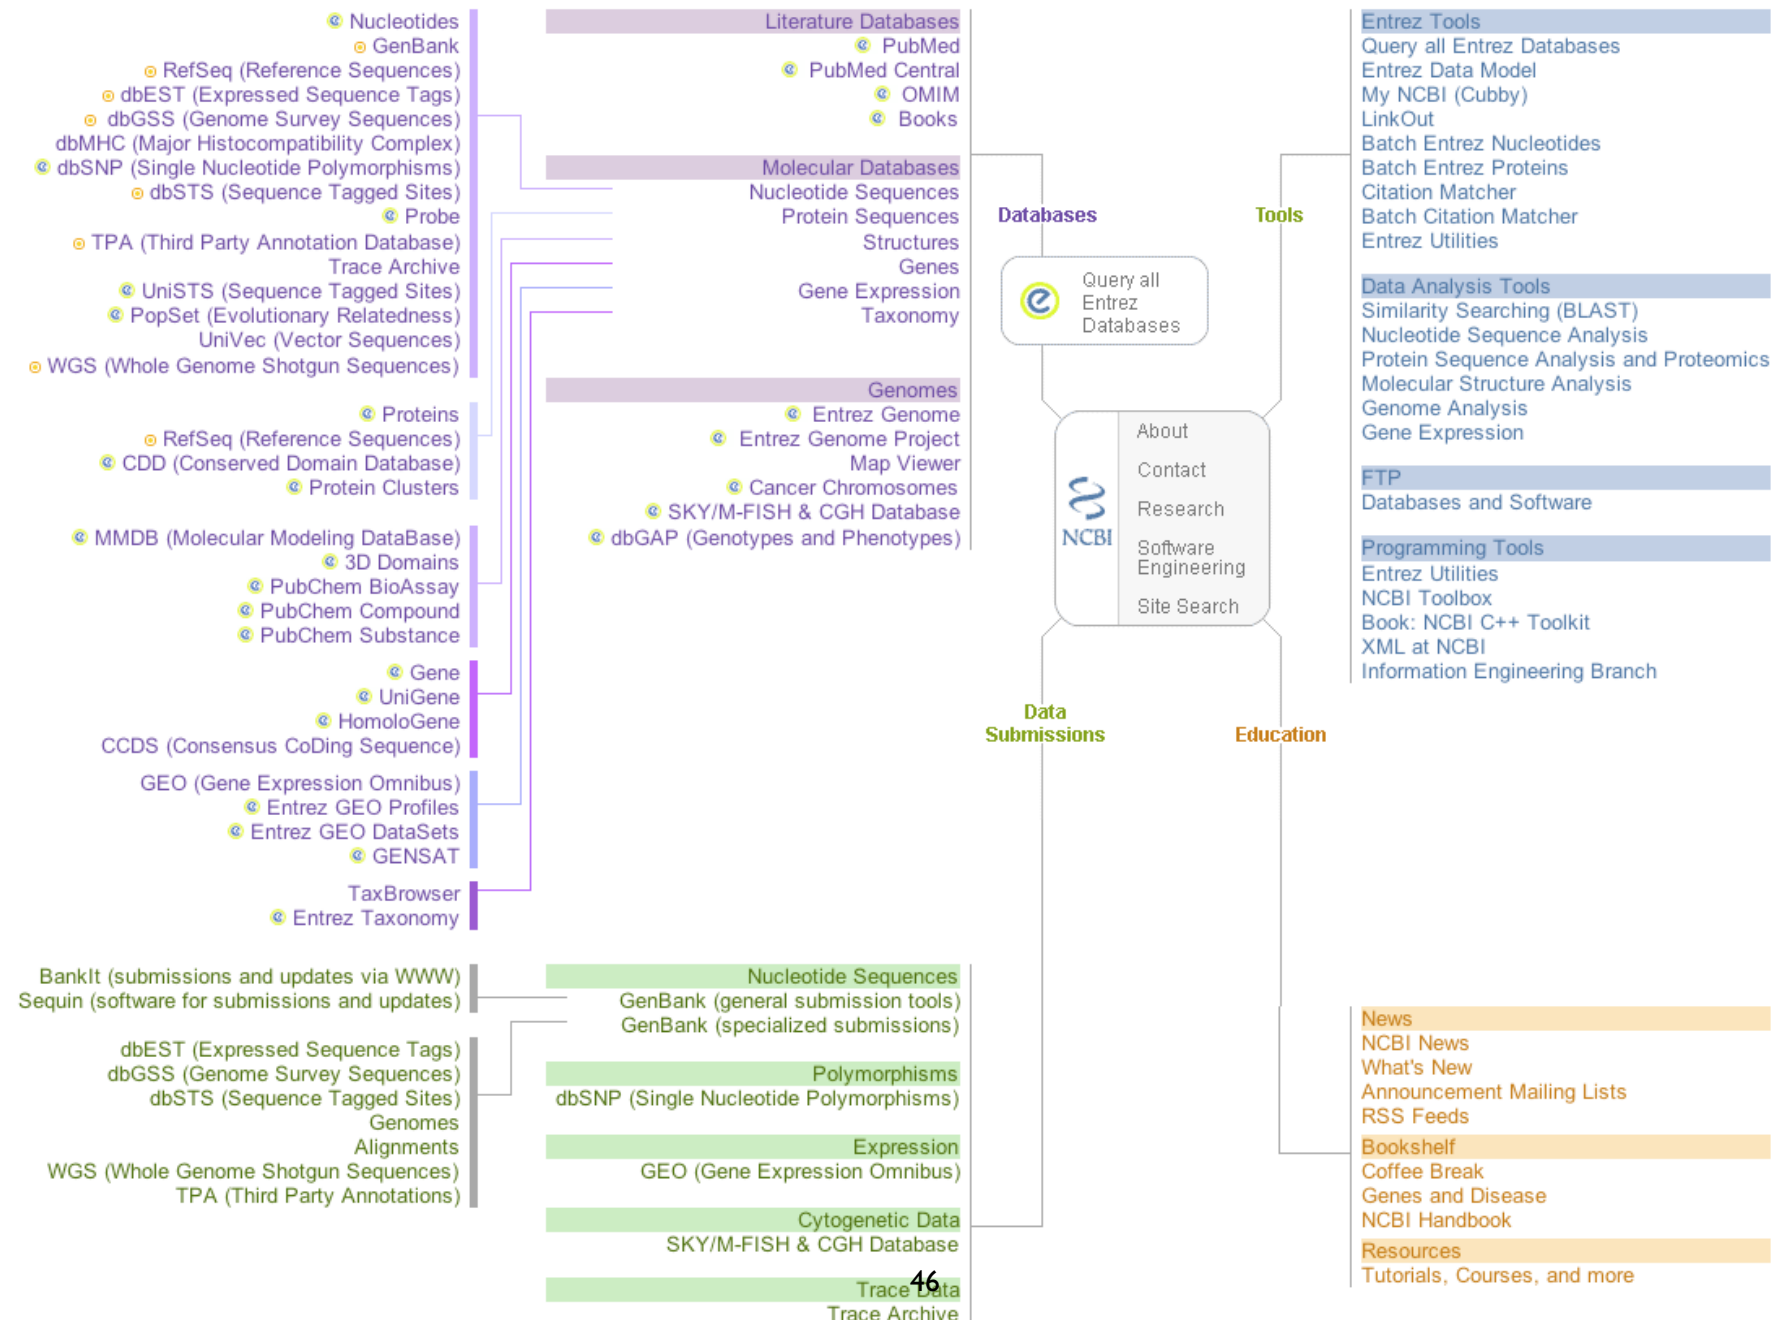 Nucleotides
GenBank
RefSeq (Reference Sequences)
dbEST (Expressed Sequence Tags)
dbGSS (Genome Survey Sequences)
dbMHC (Major Histocompatibility Complex)
dbSNP (Single Nucleotide Polymorphisms)
dbSTS (Sequence Tagged Sites)
Probe
TPA (Third Party Annotation Database)
Trace Archive
UniSTS (Sequence Tagged Sites)
PopSet (Evolutionary Relatedness)
UniVec (Vector Sequences)
WGS (Whole Genome Shotgun Sequences)
Proteins
RefSeq (Reference Sequences)
CDD (Conserved Domain Database)
Protein Clusters
MMDB (Molecular Modeling DataBase)
3D Domains
PubChem BioAssay
PubChem Compound
PubChem Substance
Gene
UniGene
HomoloGene
CCDS (Consensus CoDing Sequence)
GEO (Gene Expression Omnibus)
Entrez GEO Profiles
Entrez GEO DataSets
GENSAT
TaxBrowser
Entrez Taxonomy
Literature Databases
PubMed
PubMed Central
OMIM
Books
Molecular Databases
Nucleotide Sequences
Protein Sequences
Structures
Genes
Gene Expression
Taxonomy
Genomes
Entrez Genome
Entrez Genome Project
Map Viewer
Cancer Chromosomes
SKY/M-FISH & CGH Database
dbGAP (Genotypes and Phenotypes)
Databases
Query all
Entrez
Databases
Tools
NCBI
About
Contact
Research
Software
Engineering
Site Search
Data
Submissions
Education
Entrez Tools
Query all Entrez Databases
Entrez Data Model
My NCBI (Cubby)
LinkOut
Batch Entrez Nucleotides
Batch Entrez Proteins
Citation Matcher
Batch Citation Matcher
Entrez Utilities
Data Analysis Tools
Similarity Searching (BLAST)
Nucleotide Sequence Analysis
Protein Sequence Analysis and Proteomics
Molecular Structure Analysis
Genome Analysis
Gene Expression
FTP
Databases and Software
Programming Tools
Entrez Utilities
NCBI Toolbox
Book: NCBI C++ Toolkit
XML at NCBI
Information Engineering Branch
BankIt (submissions and updates via WWW)
Sequin (software for submissions and updates)
dbEST (Expressed Sequence Tags)
dbGSS (Genome Survey Sequences)
dbSTS (Sequence Tagged Sites)
Genomes
Alignments
WGS (Whole Genome Shotgun Sequences)
TPA (Third Party Annotations)
Nucleotide Sequences
GenBank (general submission tools)
GenBank (specialized submissions)
Polymorphisms
dbSNP (Single Nucleotide Polymorphisms)
Expression
GEO (Gene Expression Omnibus)
Cytogenetic Data
SKY/M-FISH & CGH Database
Trace Data
Trace Archive
46
News
NCBI News
What's New
Announcement Mailing Lists
RSS Feeds
Bookshelf
Coffee Break
Genes and Disease
NCBI Handbook
Resources
Tutorials, Courses, and more